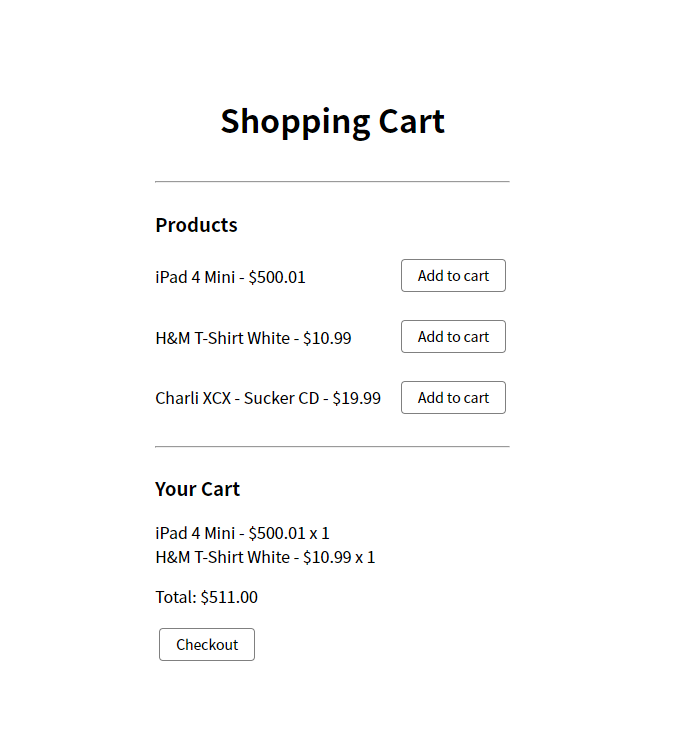 Shopping Cart
Products
iPad 4 Mini - $500.01
Add to cart
H&M T-Shirt White - $10.99
Add to cart
Charli XCX - Sucker CD - $19.99
Add to cart
Your Cart
iPad 4 Mini - $500.01 x 1
H&M T-Shirt White - $10.99 x 1
Total: $511.00
Checkout